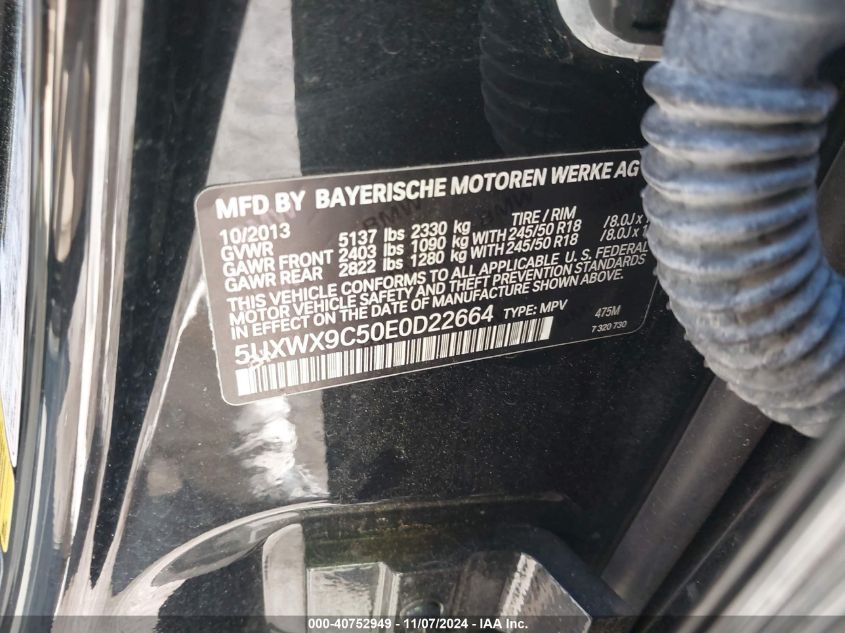 MFD BY BAYERISCHE MOTOREN WERKE AG
10/2013 TIRE / RIM
GVWR 5137 lbs 2330 kg
GAWR FRONT 2403 lbs 1090 kg WITH 245/50 R18 /8.0J x
GAWR REAR 2822 lbs 1280 kg WITH 245/50 R18 /8.0J x
THIS VEHICLE CONFORMS TO ALL APPLICABLE U.S. FEDERAL
MOTOR VEHICLE SAFETY AND THEFT PREVENTION STANDARDS
IN EFFECT ON THE DATE OF MANUFACTURE SHOWN ABOVE.
5UXWX9C50E0D22664 TYPE: MPV 475M
7 320 730
000-40752949 - 11/07/2024 - IAA Inc.